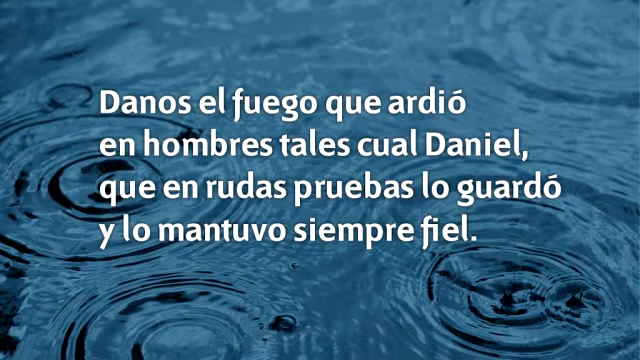 Danos el fuego que ardió
en hombres tales cual Daniel,
que en rudas pruebas lo guardó
y lo mantuvo siempre fiel.